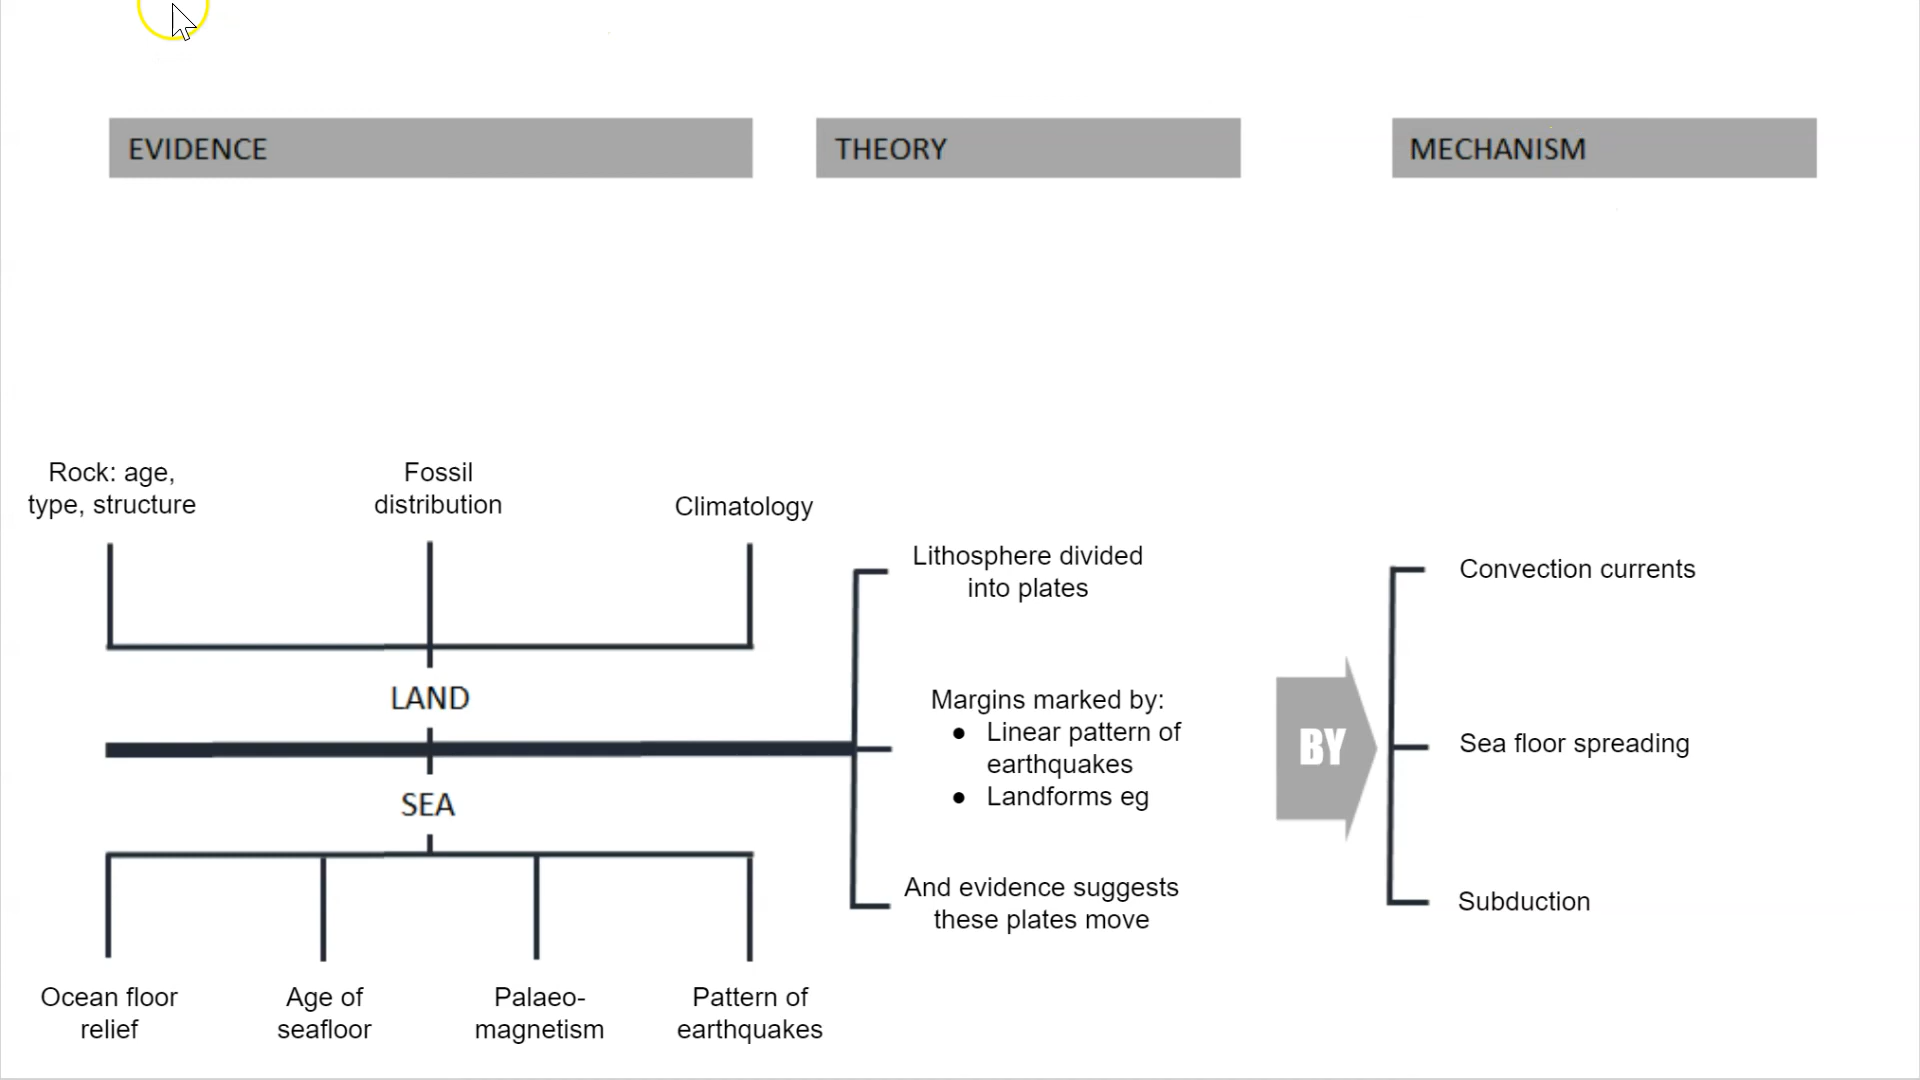 EVIDENCE
THEORY
MECHANISM
Rock: age,
type, structure
Fossil
distribution
Climatology
LAND
SEA
Ocean floor
relief
Age of
seafloor
Palaeo-
magnetism
Pattern of
earthquakes
Lithosphere divided
into plates
Margins marked by:
● Linear pattern of
earthquakes
● Landforms eg
And evidence suggests
these plates move
BY
Convection currents
Sea floor spreading
Subduction